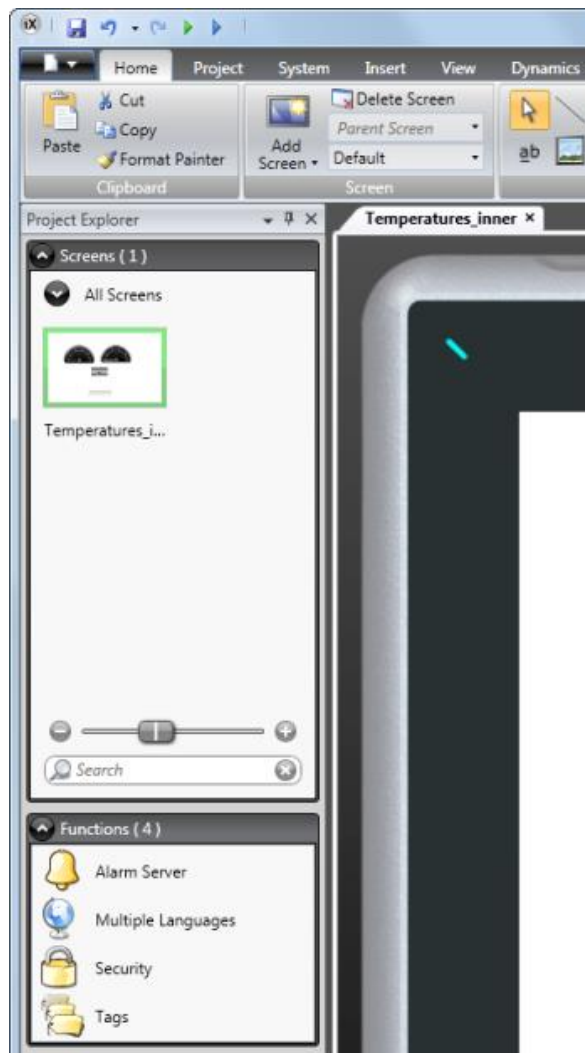 iX
Home Project System Insert View Dynamics
Paste
Cut
Copy
Format Painter
Clipboard
Add Screen
Delete Screen
Parent Screen
Default
Screen
ab
Project Explorer
Temperatures_inner
Screens ( 1 )
All Screens
Temperatures_i...
Search
Functions ( 4 )
Alarm Server
Multiple Languages
Security
Tags